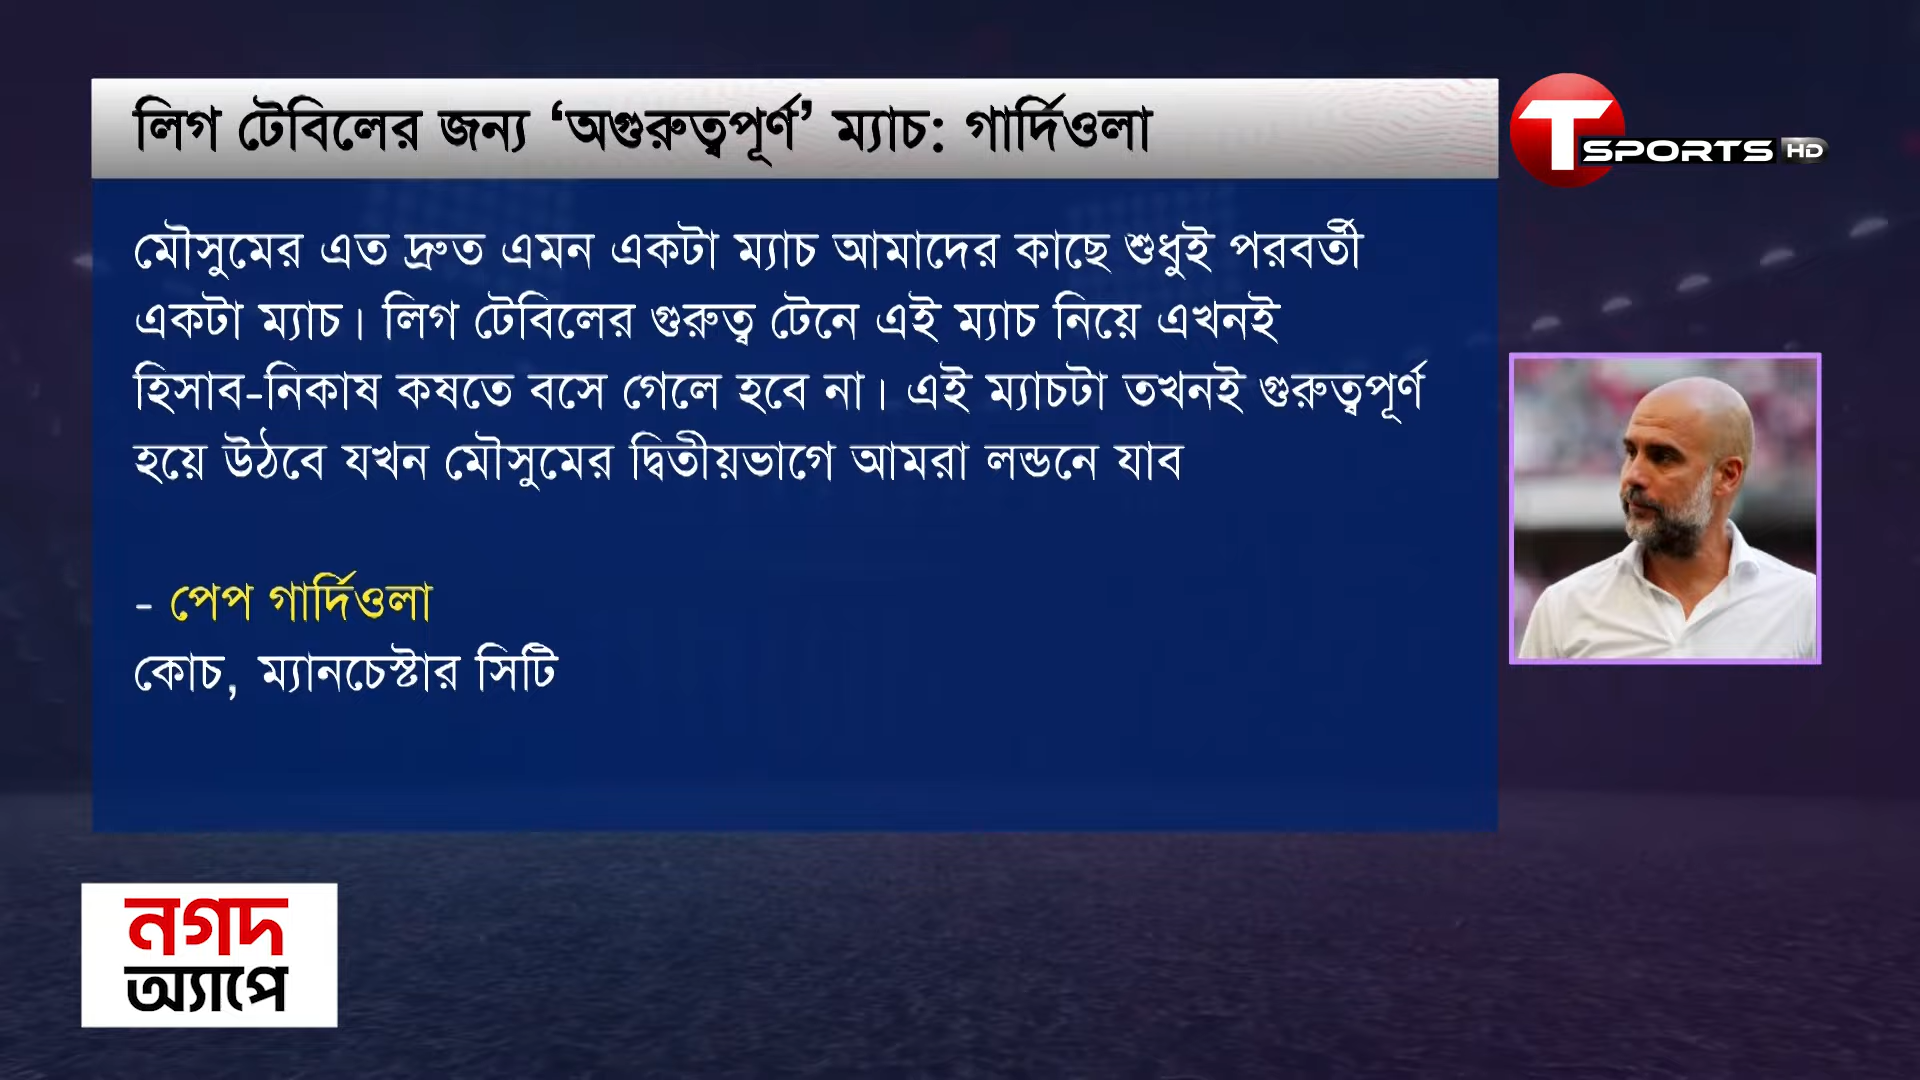 লিগ টেবিলের জন্য ‘অগুরুত্বপূর্ণ’ ম্যাচ: গার্দিওলা
T SPORTS HD
মৌসুমের এত দ্রুত এমন একটা ম্যাচ আমাদের কাছে শুধুই পরবর্তী
একটা ম্যাচ। লিগ টেবিলের গুরুত্ব টেনে এই ম্যাচ নিয়ে এখনই
হিসাব-নিকাষ কষতে বসে গেলে হবে না। এই ম্যাচটা তখনই গুরুত্বপূর্ণ
হয়ে উঠবে যখন মৌসুমের দ্বিতীয়ভাগে আমরা লন্ডনে যাব
- পেপ গার্দিওলা
কোচ, ম্যানচেস্টার সিটি
নগদ
অ্যাপে